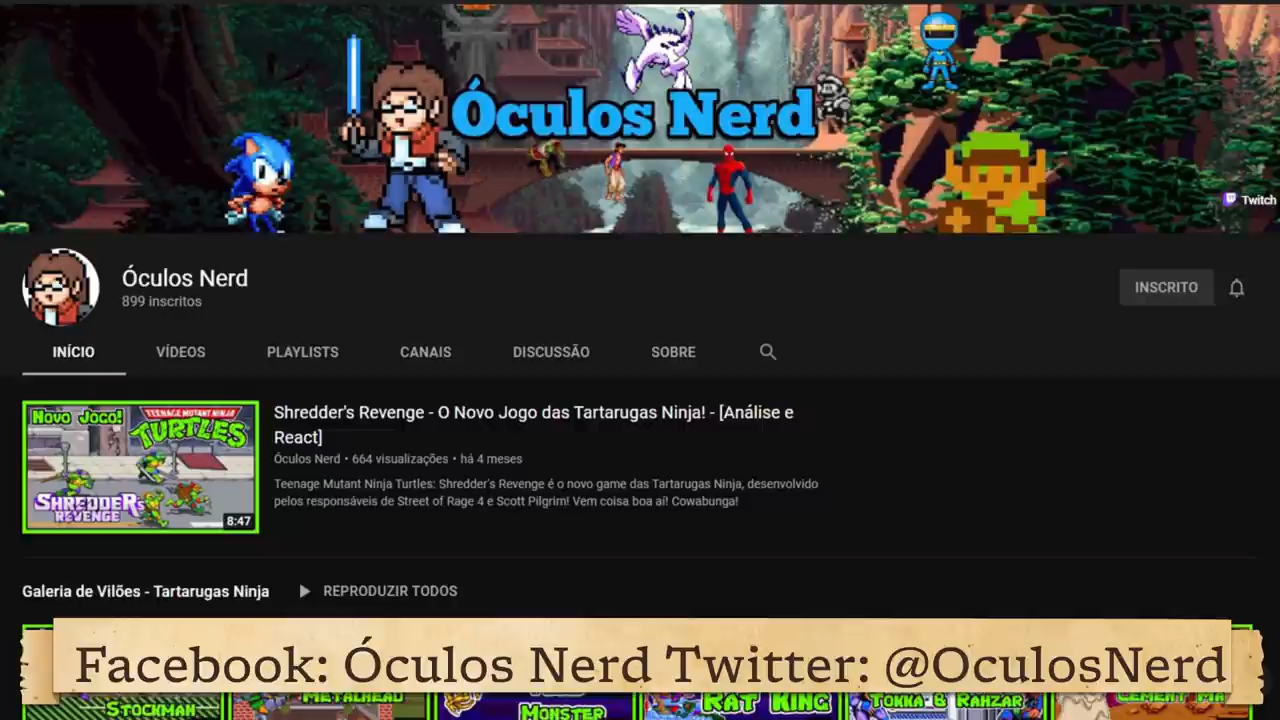 Óculos Nerd
Twitch
Óculos Nerd
899 inscritos
INSCRITO
INÍCIO VÍDEOS PLAYLISTS CANAIS DISCUSSÃO SOBRE
Novo Jogo!
TEENAGE MUTANT NINJA
TURTLES
SHREDDER'S
REVENGE
8:47
Shredder's Revenge - O Novo Jogo das Tartarugas Ninja! - [Análise e
React]
Óculos Nerd • 664 visualizações • há 4 meses
Teenage Mutant Ninja Turtles: Shredder's Revenge é o novo game das Tartarugas Ninja, desenvolvido
pelos responsáveis de Street of Rage 4 e Scott Pilgrim! Vem coisa boa aí! Cowabunga!
Galeria de Vilões - Tartarugas Ninja REPRODUZIR TODOS
Facebook: Óculos Nerd Twitter: @OculosNerd
STOCKMAN
METALHEAD
MONSTER
RAT KING
TOKKA & RAHZAR
CEMENT